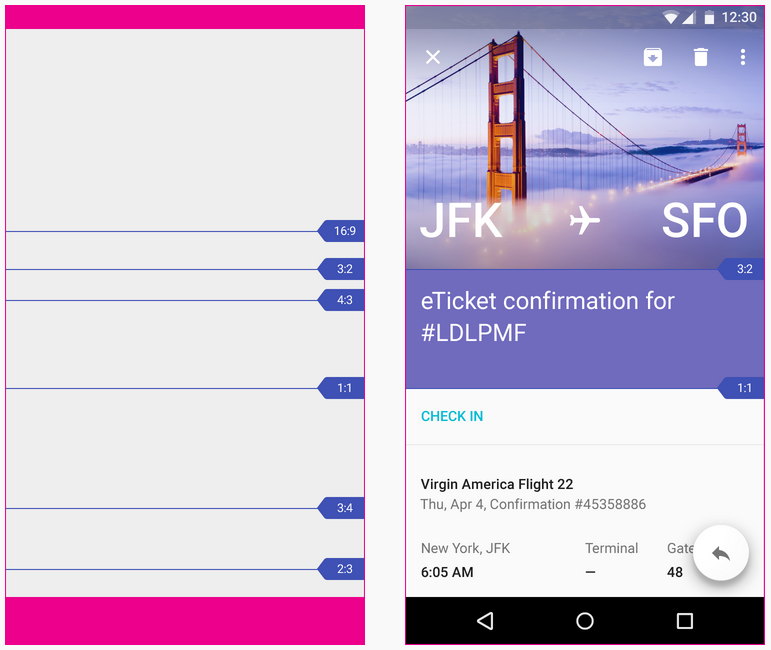 16:9
3:2
4:3
1:1
3:4
2:3
12:30
JFK SFO
3:2
eTicket confirmation for
#LDLPMF
1:1
CHECK IN
Virgin America Flight 22
Thu, Apr 4, Confirmation #45358886
New York, JFK Terminal Gate
6:05 AM — 48